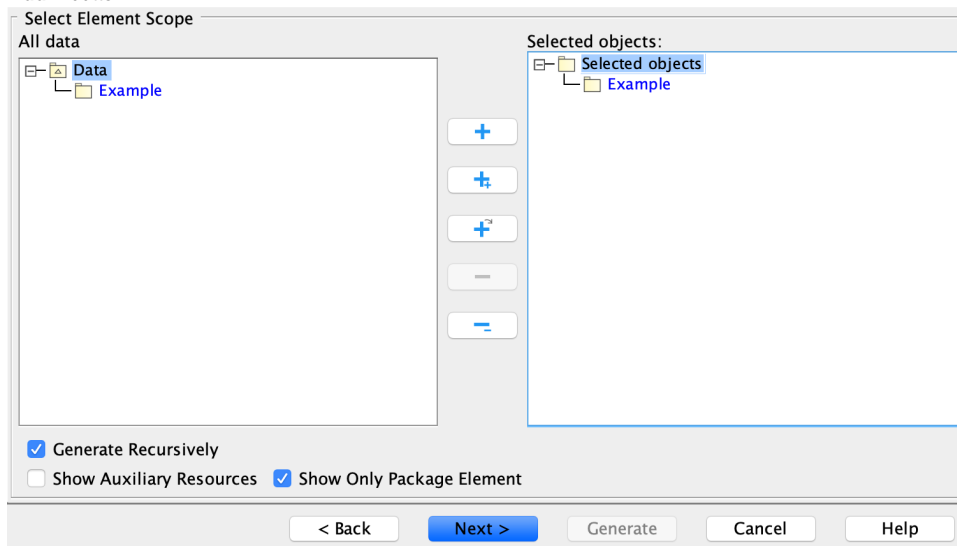 Select Element Scope
All data
Selected objects:
Data
Example
Selected objects
Example
Generate Recursively
Show Auxiliary Resources
Show Only Package Element
< Back
Next >
Generate
Cancel
Help